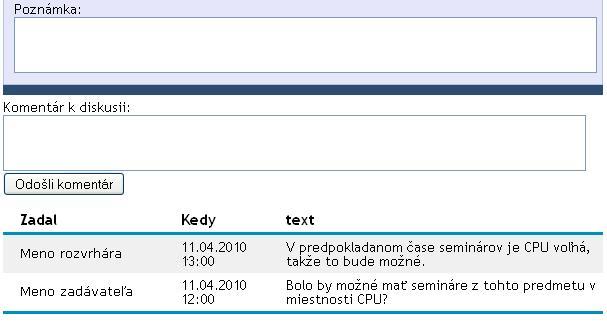 Poznámka:
Komentár k diskusii:
Odošli komentár
Zadal Kedy text
Meno rozvrhára 11.04.2010 13:00 V predpokladanom čase seminárov je CPU voľná,
takže to bude možné.
Meno zadávateľa 11.04.2010 12:00 Bolo by možné mať semináre z tohto predmetu v
miestnosti CPU?